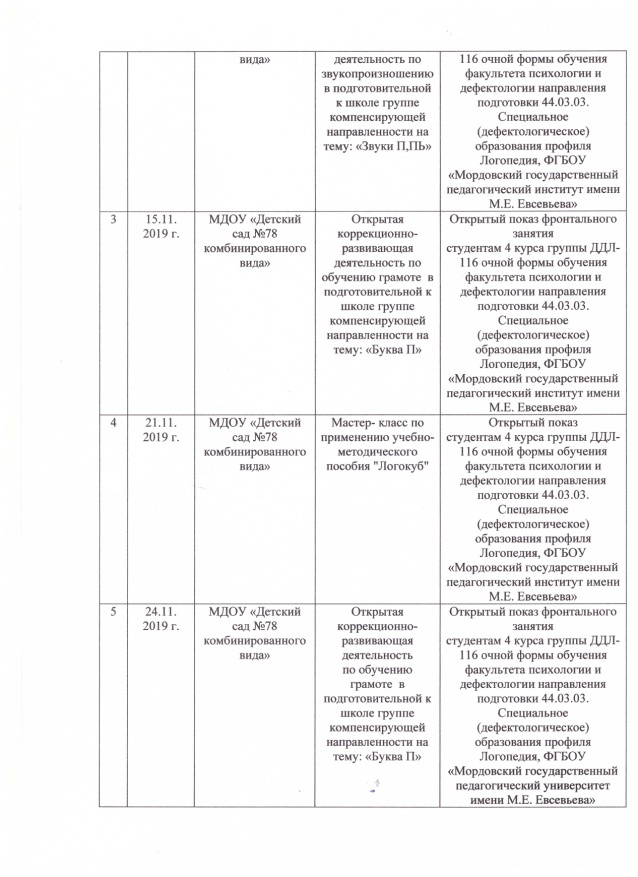 вида»
деятельность по
звукопроизношению
в подготовительной
к школе группе
компенсирующей
направленности на
тему: «Звуки П,ПЬ»
116 очной формы обучения
факультета психологии и
дефектологии направления
подготовки 44.03.03.
Специальное
(дефектологическое)
образования профиля
Логопедия, ФГБОУ
«Мордовский государственный
педагогический институт имени
М.Е. Евсевьева»
3
15.11.
2019 г.
МДОУ «Детский
сад №78
комбинированного
вида»
Открытая
коррекционно-
развивающая
деятельность по
обучению грамоте в
подготовительной к
школе группе
компенсирующей
направленности на
тему: «Буква П»
Открытый показ фронтального
занятия
студентам 4 курса группы ДДЛ-
116 очной формы обучения
факультета психологии и
дефектологии направления
подготовки 44.03.03.
Специальное
(дефектологическое)
образования профиля
Логопедия, ФГБОУ
«Мордовский государственный
педагогический институт имени
М.Е. Евсевьева»
4
21.11.
2019 г.
МДОУ «Детский
сад №78
комбинированного
вида»
Мастер- класс по
применению учебно-
методического
пособия "Логокуб"
Открытый показ
студентам 4 курса группы ДДЛ-
116 очной формы обучения
факультета психологии и
дефектологии направления
подготовки 44.03.03.
Специальное
(дефектологическое)
образования профиля
Логопедия, ФГБОУ
«Мордовский государственный
педагогический институт имени
М.Е. Евсевьева»
5
24.11.
2019 г.
МДОУ «Детский
сад №78
комбинированного
вида»
Открытая
коррекционно-
развивающая
деятельность
по обучению
грамоте в
подготовительной к
школе группе
компенсирующей
направленности на
тему: «Буква П»
Открытый показ фронтального
занятия
студентам 4 курса группы ДДЛ-
116 очной формы обучения
факультета психологии и
дефектологии направления
подготовки 44.03.03.
Специальное
(дефектологическое)
образования профиля
Логопедия, ФГБОУ
«Мордовский государственный
педагогический университет
имени М.Е. Евсевьева»